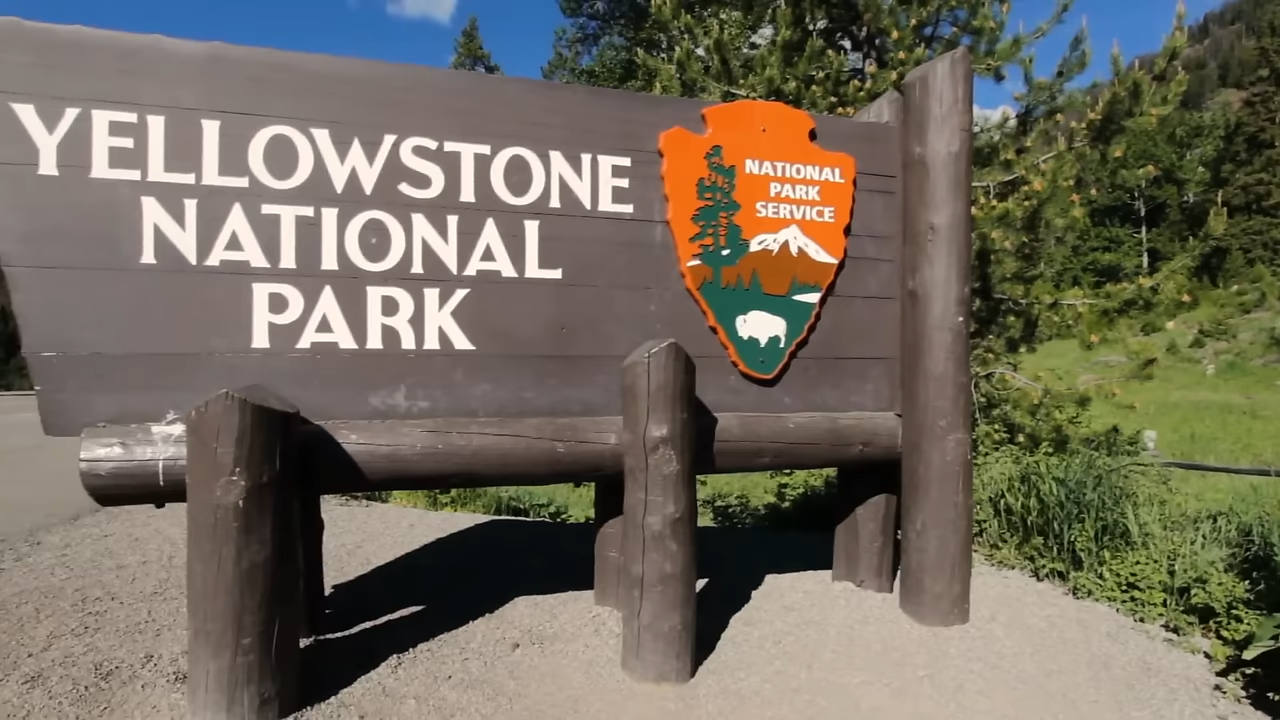 YELLOWSTONE
NATIONAL
PARK
NATIONAL
PARK
SERVICE